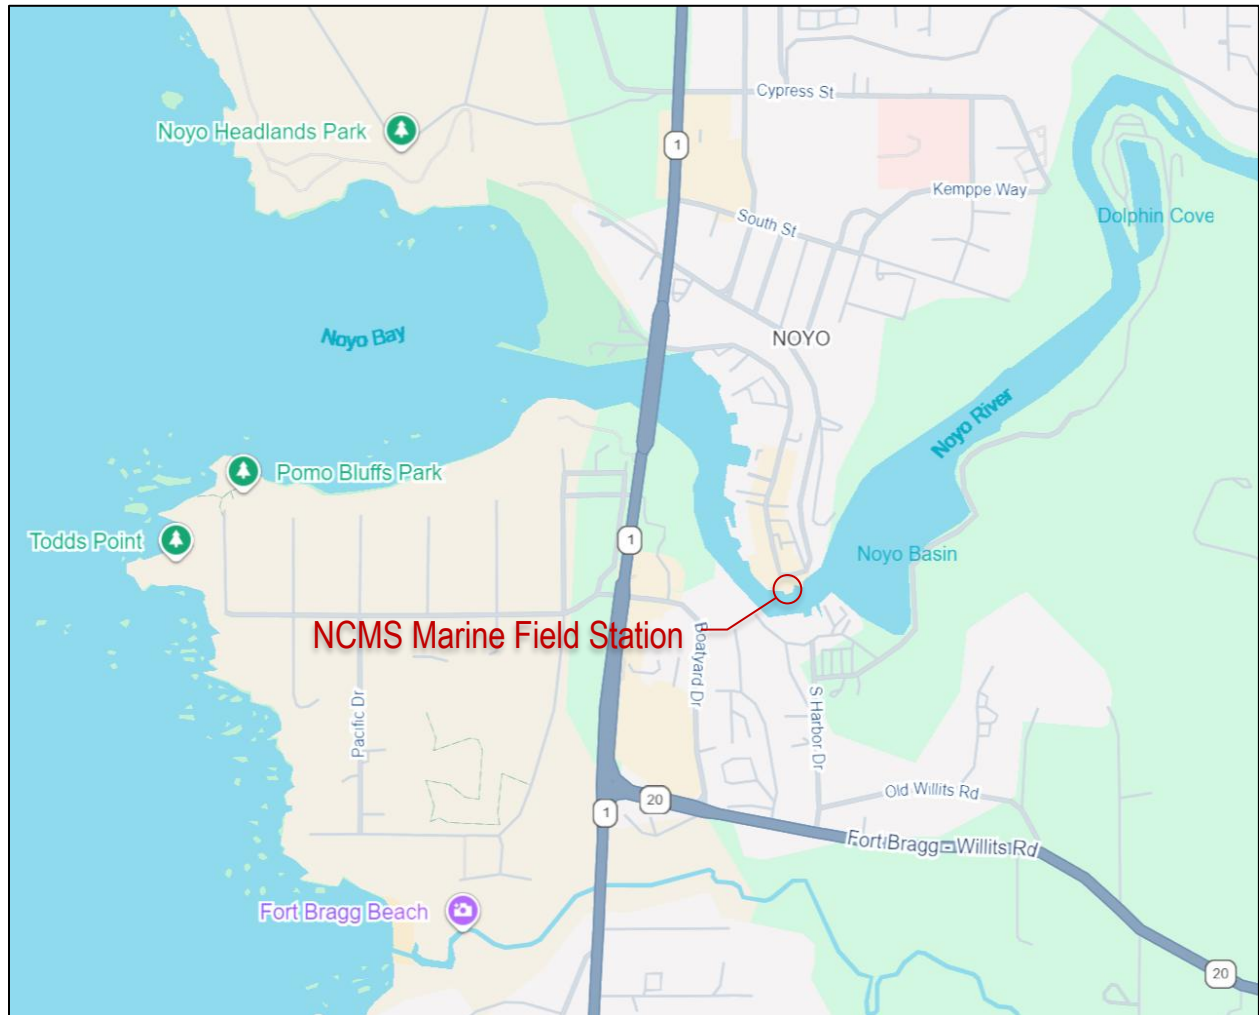 Cypress St
Noyo Headlands Park
1
Kemppe Way
South St
Dolphin Cove
Noyo Bay
NOYO
Noyo River
Pomo Bluffs Park
Todds Point
1
Noyo Basin
NCMS Marine Field Station
Boatyard Dr
Pacific Dr
S Harbor Dr
Old Willits Rd
20
1
Fort Bragg - Willits Rd
Fort Bragg Beach
20